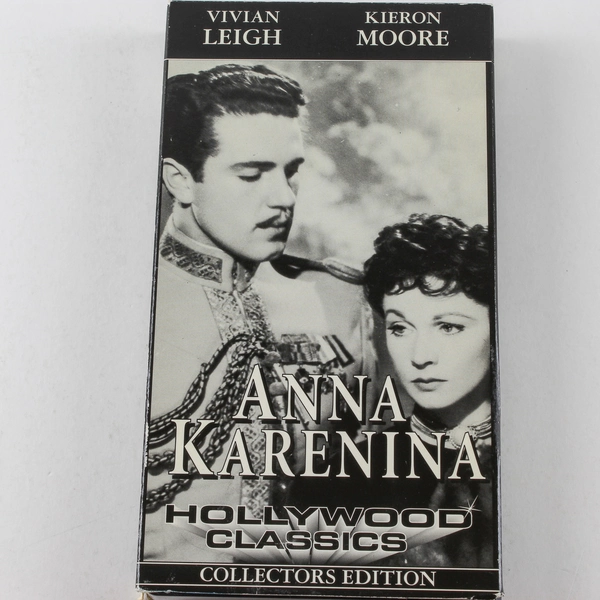 VIVIAN
LEIGH
KIERON
MOORE
ANNA
KARENINA
HOLLYWOOD
CLASSICS
COLLECTORS EDITION